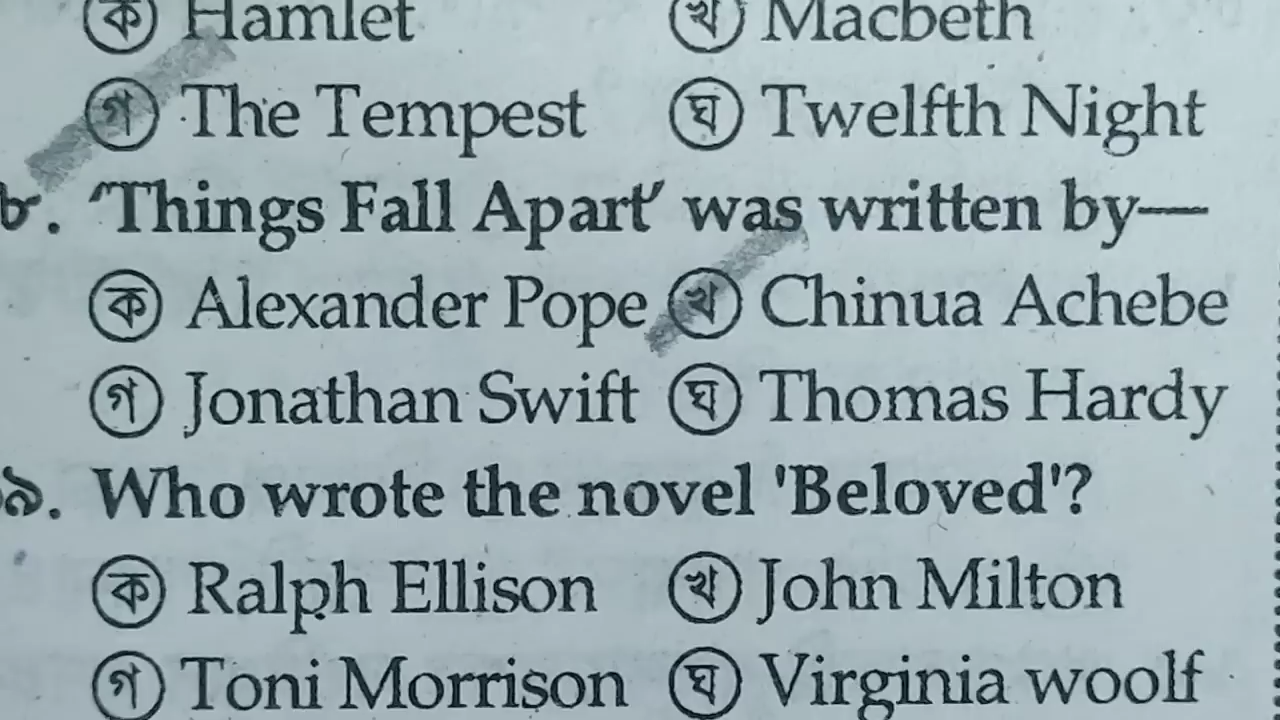 ক Hamlet খ Macbeth
গ The Tempest ঘ Twelfth Night
৮. 'Things Fall Apart' was written by—
ক Alexander Pope খ Chinua Achebe
গ Jonathan Swift ঘ Thomas Hardy
৯. Who wrote the novel 'Beloved'?
ক Ralph Ellison খ John Milton
গ Toni Morrison ঘ Virginia woolf